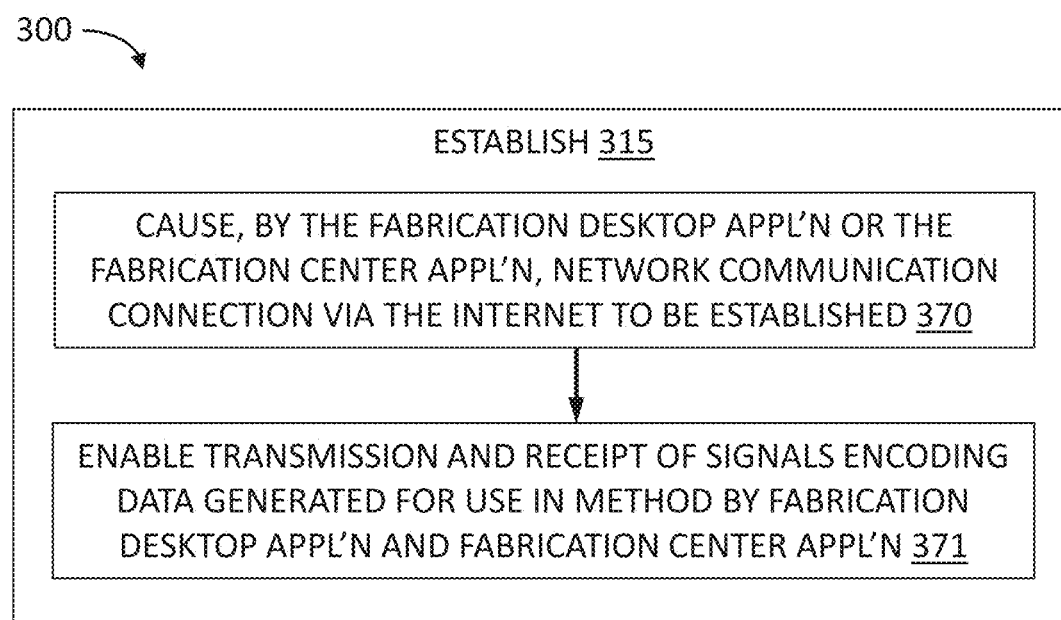 300
ESTABLISH 315
CAUSE, BY THE FABRICATION DESKTOP APPL'N OR THE
FABRICATION CENTER APPL'N, NETWORK COMMUNICATION
CONNECTION VIA THE INTERNET TO BE ESTABLISHED 370
ENABLE TRANSMISSION AND RECEIPT OF SIGNALS ENCODING
DATA GENERATED FOR USE IN METHOD BY FABRICATION
DESKTOP APPL'N AND FABRICATION CENTER APPL'N 371